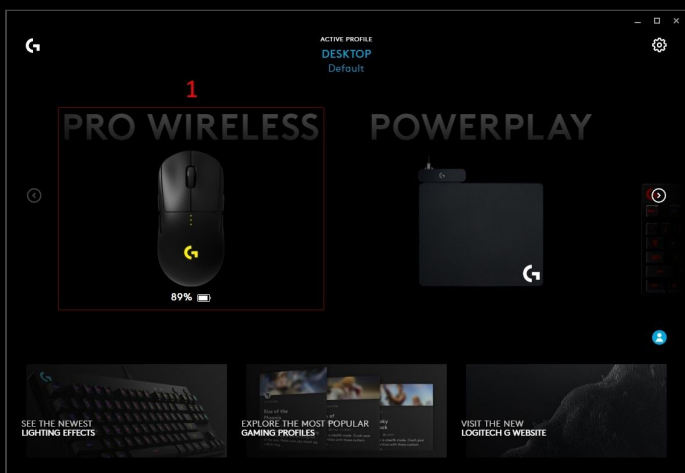 ACTIVE PROFILE
DESKTOP
Default
1
PRO WIRELESS
POWERPLAY
89%
SEE THE NEWEST
LIGHTING EFFECTS
EXPLORE THE MOST POPULAR
GAMING PROFILES
VISIT THE NEW
LOGITECH G WEBSITE